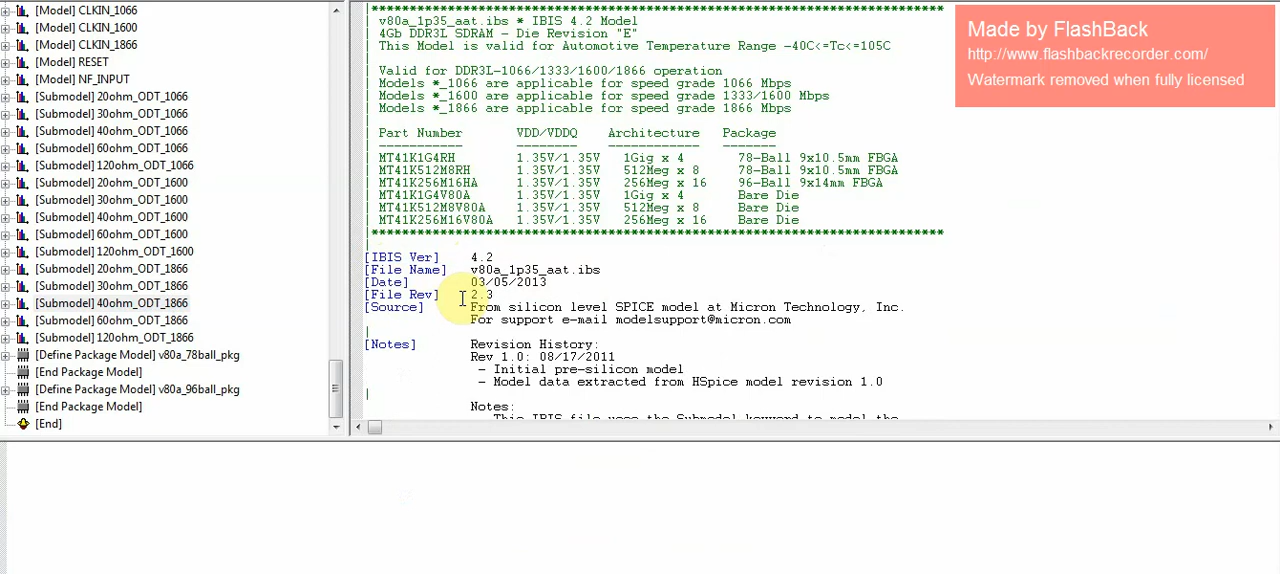 [Model] CLKIN_1066
[Model] CLKIN_1600
[Model] CLKIN_1866
[Model] RESET
[Model] NF_INPUT
[Submodel] 20ohm_ODT_1066
[Submodel] 30ohm_ODT_1066
[Submodel] 40ohm_ODT_1066
[Submodel] 60ohm_ODT_1066
[Submodel] 120ohm_ODT_1066
[Submodel] 20ohm_ODT_1600
[Submodel] 30ohm_ODT_1600
[Submodel] 40ohm_ODT_1600
[Submodel] 60ohm_ODT_1600
[Submodel] 120ohm_ODT_1600
[Submodel] 20ohm_ODT_1866
[Submodel] 30ohm_ODT_1866
[Submodel] 40ohm_ODT_1866
[Submodel] 60ohm_ODT_1866
[Submodel] 120ohm_ODT_1866
[Define Package Model] v80a_78ball_pkg
[End Package Model]
[Define Package Model] v80a_96ball_pkg
[End Package Model]
[End]
v80a_1p35_aat.ibs * IBIS 4.2 Model
4Gb DDR3L SDRAM - Die Revision "E"
This Model is valid for Automotive Temperature Range -40C<=Tc<=105C
Valid for DDR3L-1066/1333/1600/1866 operation
Models *_1066 are applicable for speed grade 1066 Mbps
Models *_1600 are applicable for speed grade 1333/1600 Mbps
Models *_1866 are applicable for speed grade 1866 Mbps
Part Number VDD/VDDQ Architecture Package
----------- -------- ------------ -------
MT41K1G4RH 1.35V/1.35V 1Gig x 4 78-Ball 9x10.5mm FBGA
MT41K512M8RH 1.35V/1.35V 512Meg x 8 78-Ball 9x10.5mm FBGA
MT41K256M16HA 1.35V/1.35V 256Meg x 16 96-Ball 9x14mm FBGA
MT41K1G4V80A 1.35V/1.35V 1Gig x 4 Bare Die
MT41K512M8V80A 1.35V/1.35V 512Meg x 8 Bare Die
MT41K256M16V80A 1.35V/1.35V 256Meg x 16 Bare Die
[IBIS Ver] 4.2
[File Name] v80a_1p35_aat.ibs
[Date] 03/05/2013
[File Rev] 2.3
[Source] From silicon level SPICE model at Micron Technology, Inc.
For support e-mail modelsupport@micron.com
[Notes] Revision History:
Rev 1.0: 08/17/2011
- Initial pre-silicon model
- Model data extracted from HSpice model revision 1.0
Notes:
This IBIS file uses the Submodel keyword to model the
Made by FlashBack
http://www.flashbackrecorder.com/
Watermark removed when fully licensed